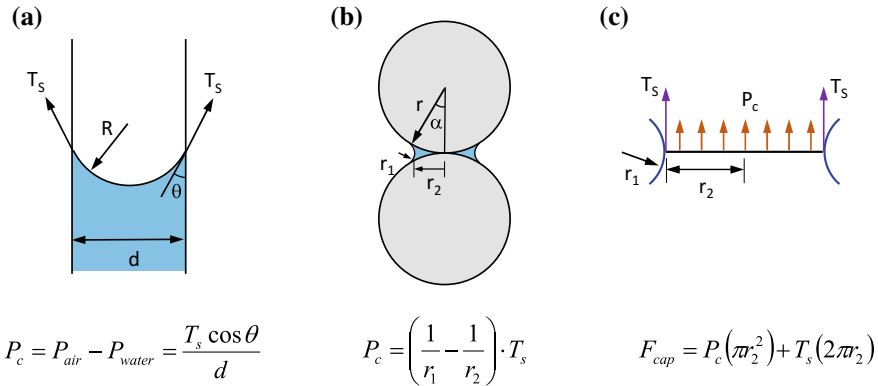 (a)
T_S
T_S
R
θ
d
P_c = P_air − P_water = T_s cos θ / d
(b)
r
α
r_1
r_2
P_c = (1/r_1 − 1/r_2) · T_s
(c)
T_S
P_c
T_S
r_1
r_2
F_cap = P_c(πr_2^2) + T_s(2πr_2)